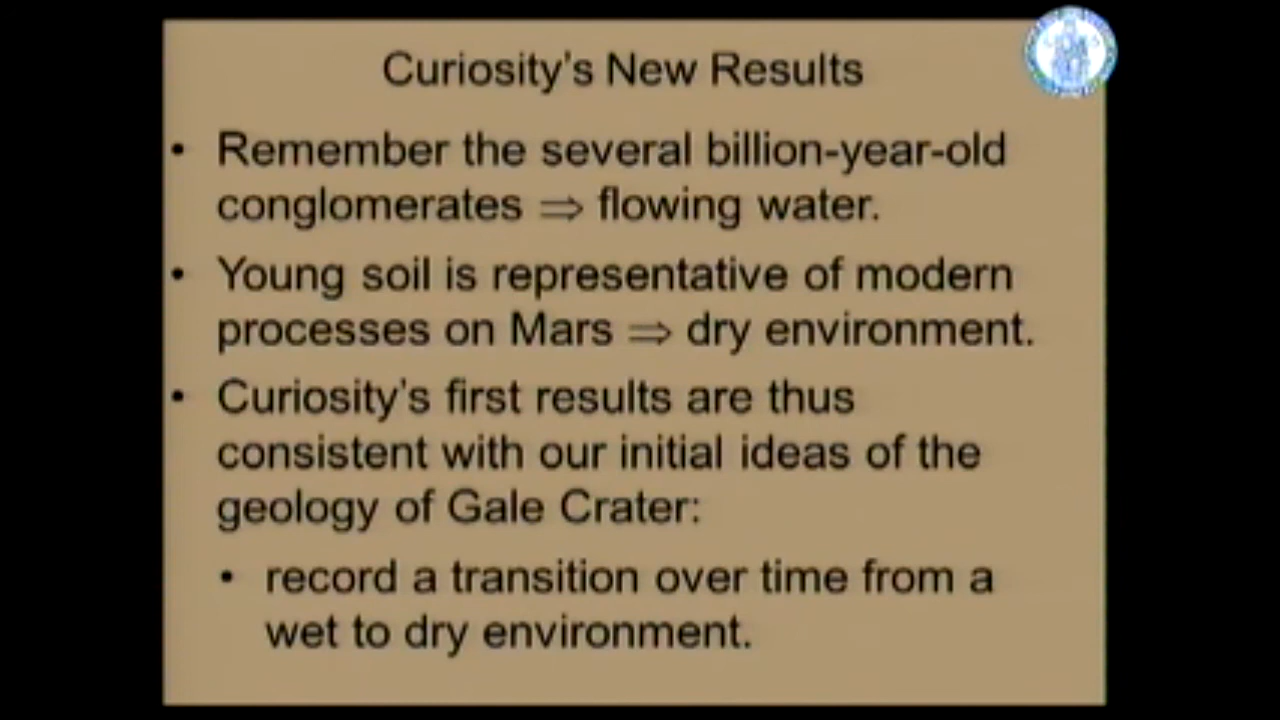 Curiosity's New Results
• Remember the several billion-year-old
conglomerates ⇒ flowing water.
• Young soil is representative of modern
processes on Mars ⇒ dry environment.
• Curiosity's first results are thus
consistent with our initial ideas of the
geology of Gale Crater:
• record a transition over time from a
wet to dry environment.